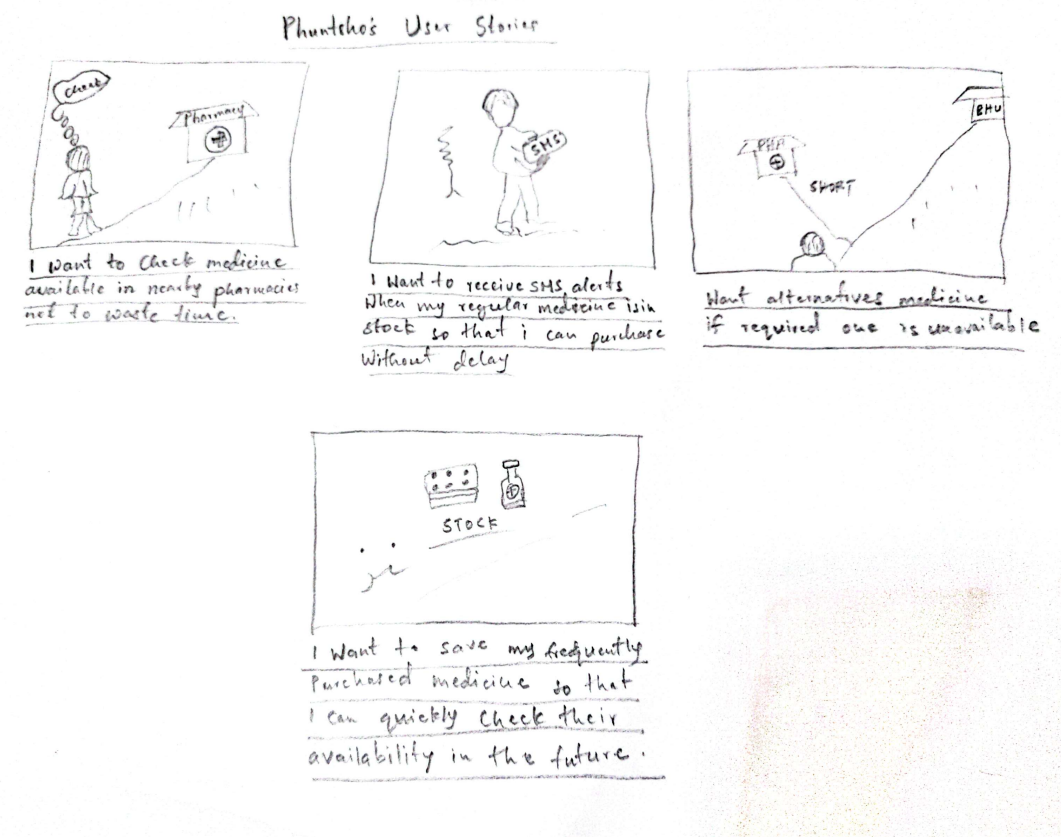 Phuntsho's User Stories
Check
Pharmacy
I want to check medicine
available in nearby pharmacies
not to waste time.
SMS
I want to receive SMS alerts
when my regular medicine is in
stock so that i can purchase
without delay
SHORT
BHU
Want alternatives medicine
if required one is unavailable
STOCK
I want to save my frequently
purchased medicine so that
I can quickly check their
availability in the future.